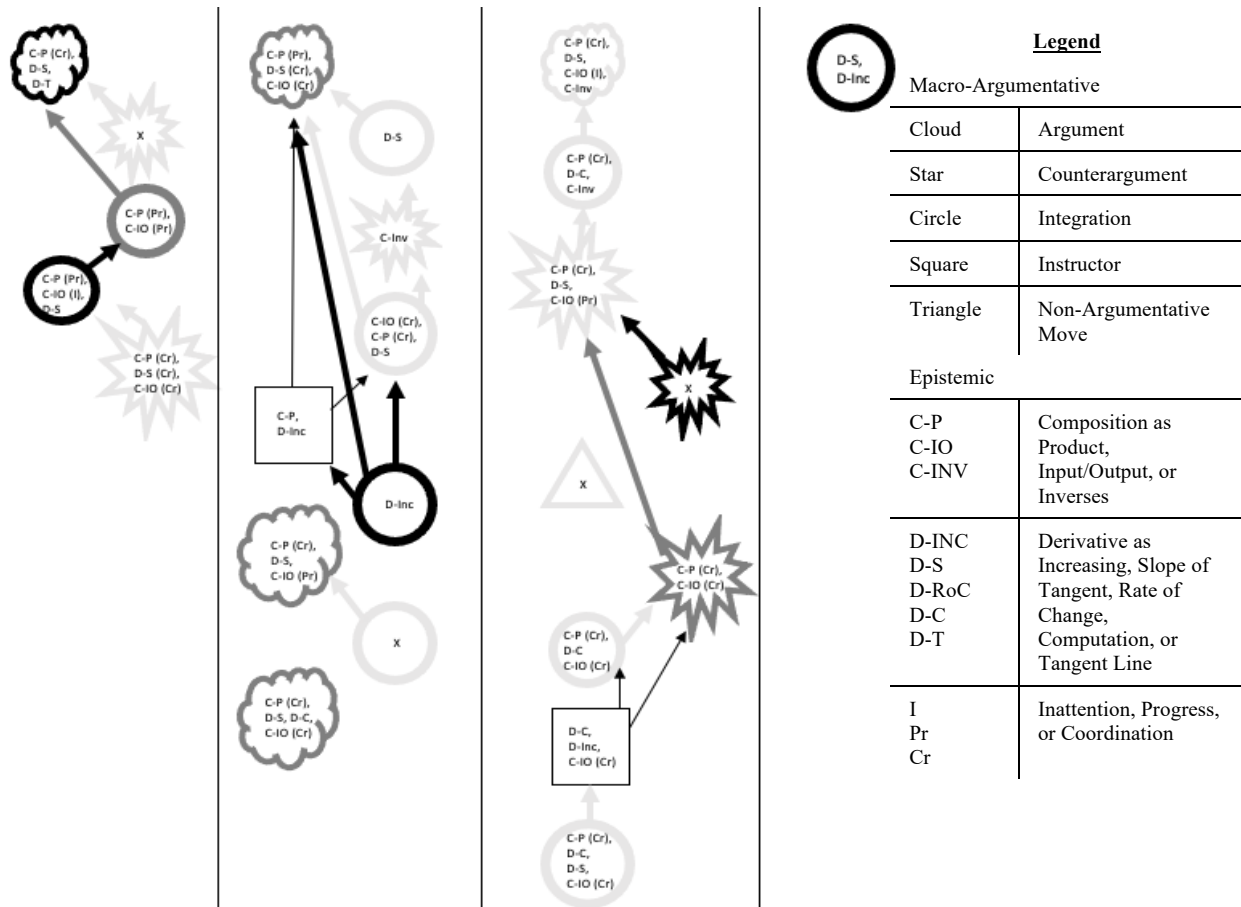 C-P (Cr),
D-S,
D-T
X
C-P (Pr),
C-IO (Pr)
C-P (Pr),
C-IO (I),
D-S
C-P (Cr),
D-S (Cr),
C-IO (Cr)
C-P (Pr),
D-S (Cr),
C-IO (Cr)
D-S
C-Inv
C-IO (Cr),
C-P (Cr),
D-S
C-P,
D-Inc
D-Inc
C-P (Cr),
D-S,
C-IO (Pr)
X
C-P (Cr),
D-S, D-C,
C-IO (Cr)
C-P (Cr),
D-S,
C-IO (I),
C-Inv
C-P (Cr),
D-C,
C-Inv
C-P (Cr),
D-S,
C-IO (Pr)
X
X
C-P (Cr),
C-IO (Cr)
C-P (Cr),
D-C
C-IO (Cr)
D-C,
D-Inc,
C-IO (Cr)
C-P (Cr),
D-C,
D-S,
C-IO (Cr)
D-S,
D-Inc
Legend
Macro-Argumentative
Cloud Argument
Star Counterargument
Circle Integration
Square Instructor
Triangle Non-Argumentative
Move
Epistemic
C-P Composition as
C-IO Product,
C-INV Input/Output, or
Inverses
D-INC Derivative as
D-S Increasing, Slope of
D-RoC Tangent, Rate of
D-C Change,
D-T Computation, or
Tangent Line
I Inattention, Progress,
Pr or Coordination
Cr